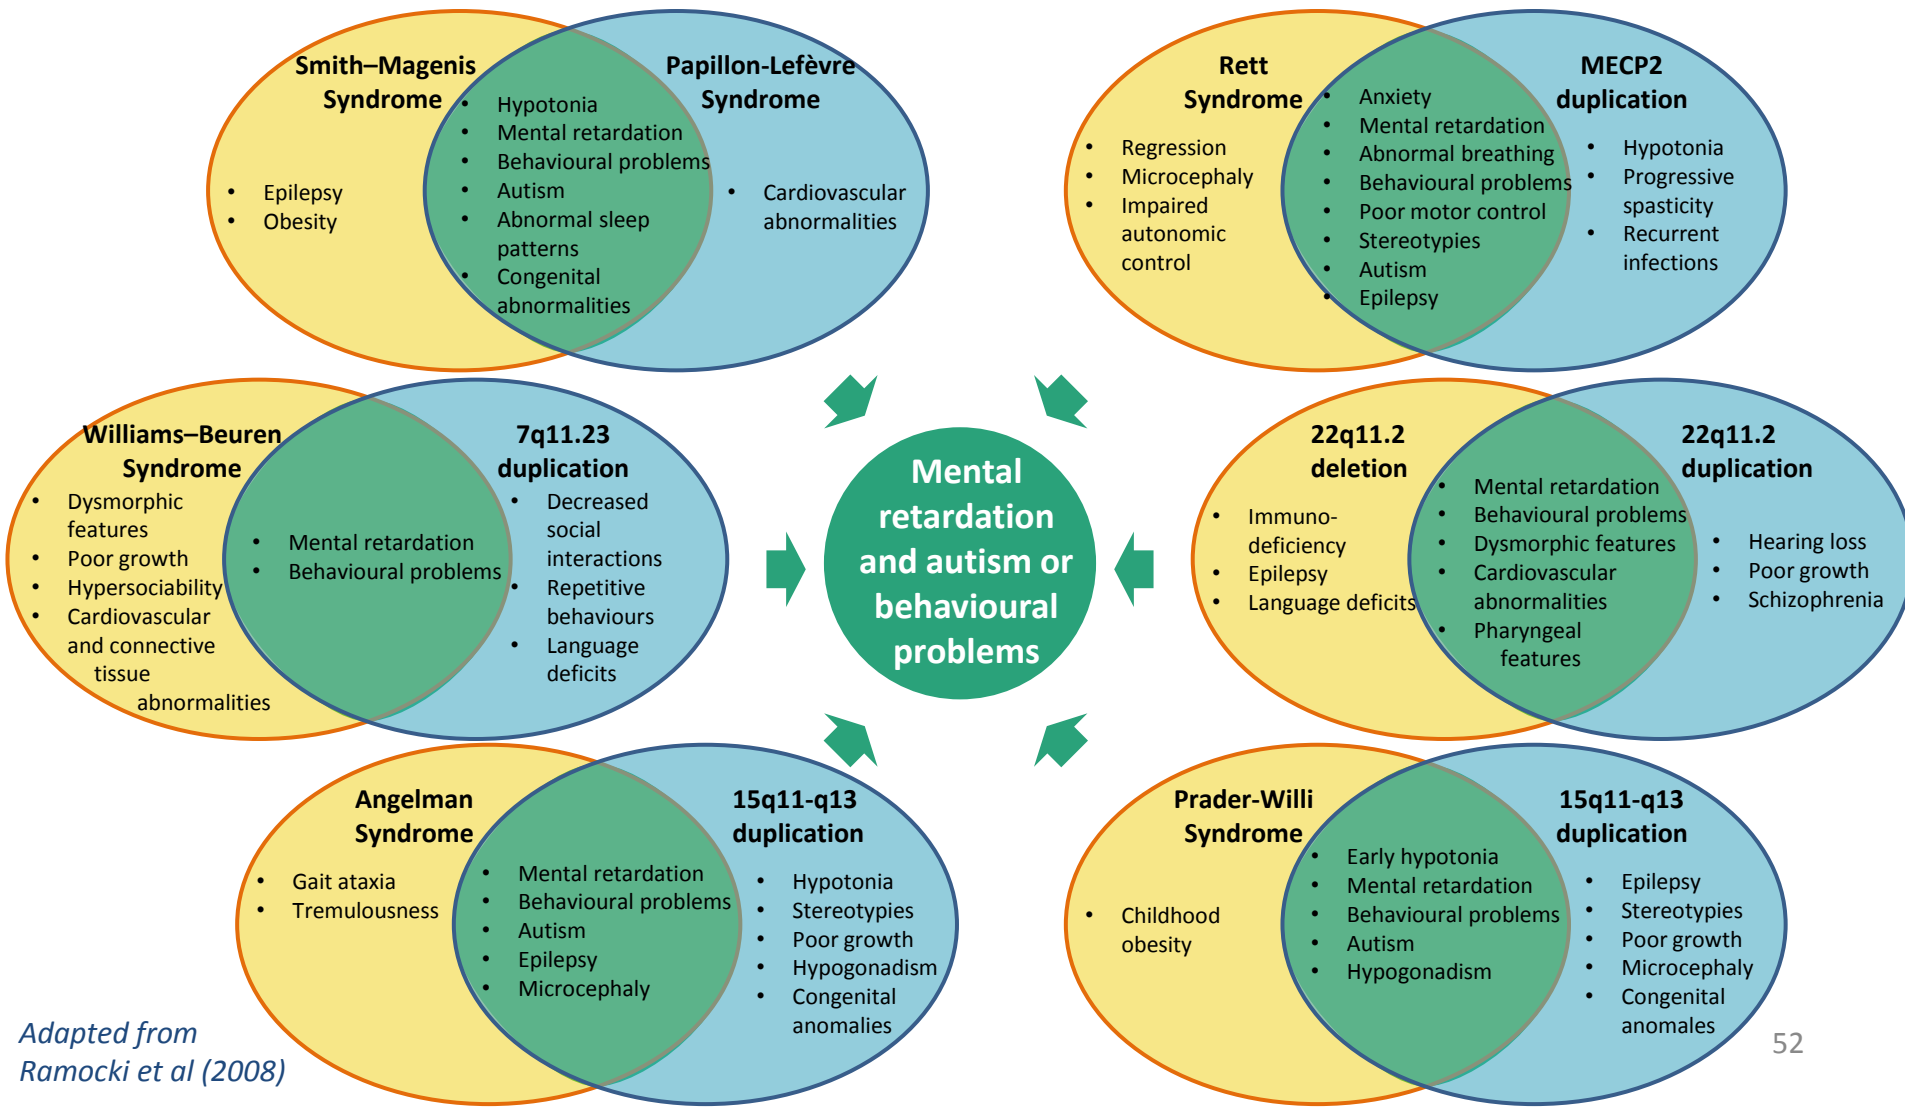 Smith–Magenis
Syndrome
• Epilepsy
• Obesity
• Hypotonia
• Mental retardation
• Behavioural problems
• Autism
• Abnormal sleep
patterns
• Congenital
abnormalities
Papillon-Lefèvre
Syndrome
• Cardiovascular
abnormalities
Rett
Syndrome
• Regression
• Microcephaly
• Impaired
autonomic
control
• Anxiety
• Mental retardation
• Abnormal breathing
• Behavioural problems
• Poor motor control
• Stereotypies
• Autism
• Epilepsy
MECP2
duplication
• Hypotonia
• Progressive
spasticity
• Recurrent
infections
Williams–Beuren
Syndrome
• Dysmorphic
features
• Poor growth
• Hypersociability
• Cardiovascular
and connective
tissue
abnormalities
• Mental retardation
• Behavioural problems
7q11.23
duplication
• Decreased
social
interactions
• Repetitive
behaviours
• Language
deficits
Mental
retardation
and autism or
behavioural
problems
22q11.2
deletion
• Immuno-
deficiency
• Epilepsy
• Language deficits
• Mental retardation
• Behavioural problems
• Dysmorphic features
• Cardiovascular
abnormalities
• Pharyngeal
features
22q11.2
duplication
• Hearing loss
• Poor growth
• Schizophrenia
Angelman
Syndrome
• Gait ataxia
• Tremulousness
• Mental retardation
• Behavioural problems
• Autism
• Epilepsy
• Microcephaly
15q11-q13
duplication
• Hypotonia
• Stereotypies
• Poor growth
• Hypogonadism
• Congenital
anomalies
Prader-Willi
Syndrome
• Childhood
obesity
• Early hypotonia
• Mental retardation
• Behavioural problems
• Autism
• Hypogonadism
15q11-q13
duplication
• Epilepsy
• Stereotypies
• Poor growth
• Microcephaly
• Congenital
anomales
Adapted from
Ramocki et al (2008)
52